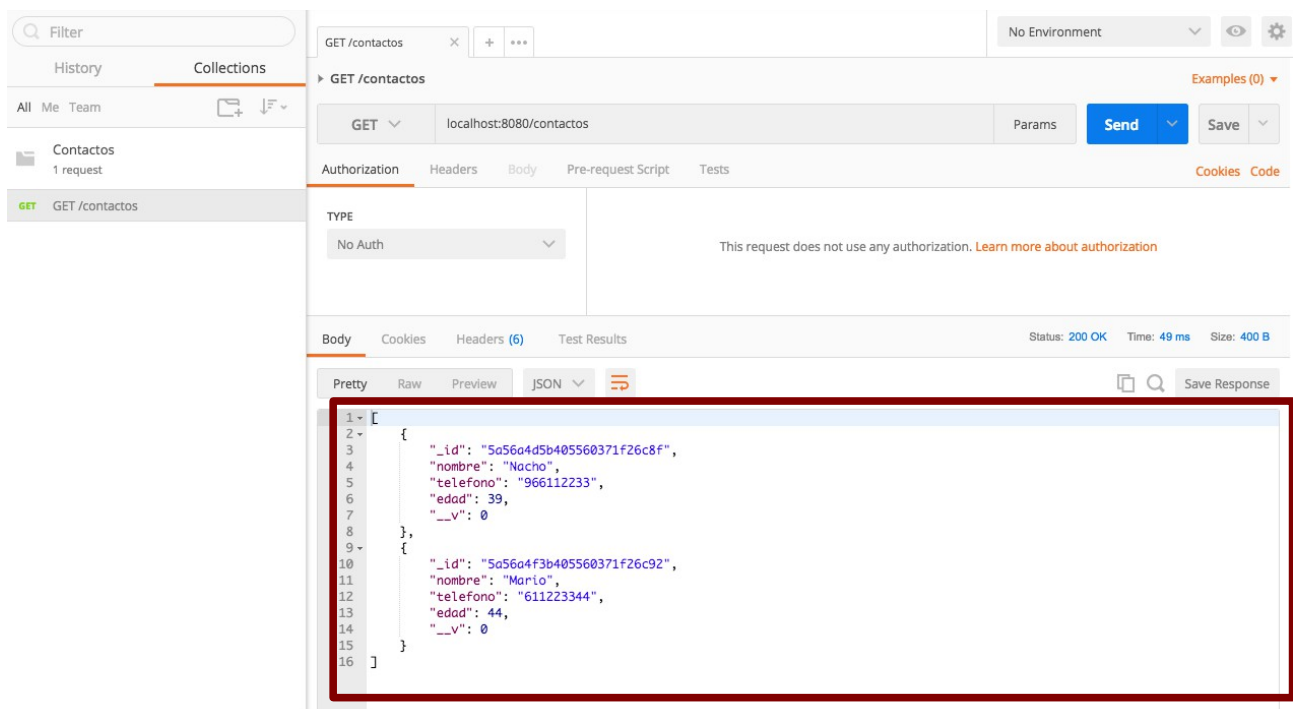 Filter
History Collections
All Me Team
Contactos
1 request
GET GET /contactos
GET /contactos
No Environment
GET /contactos
Examples (0)
GET localhost:8080/contactos Params Send Save
Authorization Headers Body Pre-request Script Tests Cookies Code
TYPE
No Auth
This request does not use any authorization. Learn more about authorization
Body Cookies Headers (6) Test Results Status: 200 OK Time: 49 ms Size: 400 B
Pretty Raw Preview JSON Save Response
1 [
2 {
3 "_id": "5a56a4d5b405560371f26c8f",
4 "nombre": "Nacho",
5 "telefono": "966112233",
6 "edad": 39,
7 "__v": 0
8 },
9 {
10 "_id": "5a56a4f3b405560371f26c92",
11 "nombre": "Mario",
12 "telefono": "611223344",
13 "edad": 44,
14 "__v": 0
15 }
16 ]